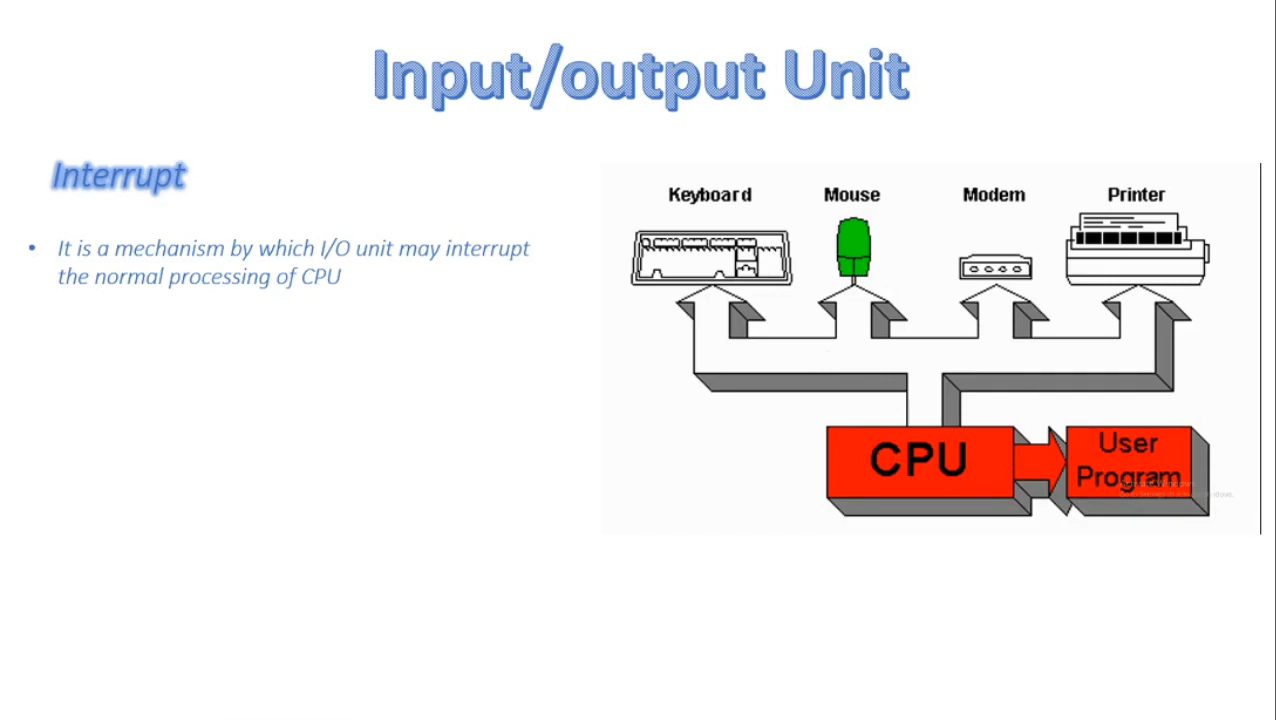 Input/output Unit
Interrupt
• It is a mechanism by which I/O unit may interrupt
the normal processing of CPU
Keyboard Mouse Modem Printer
CPU
User
Program